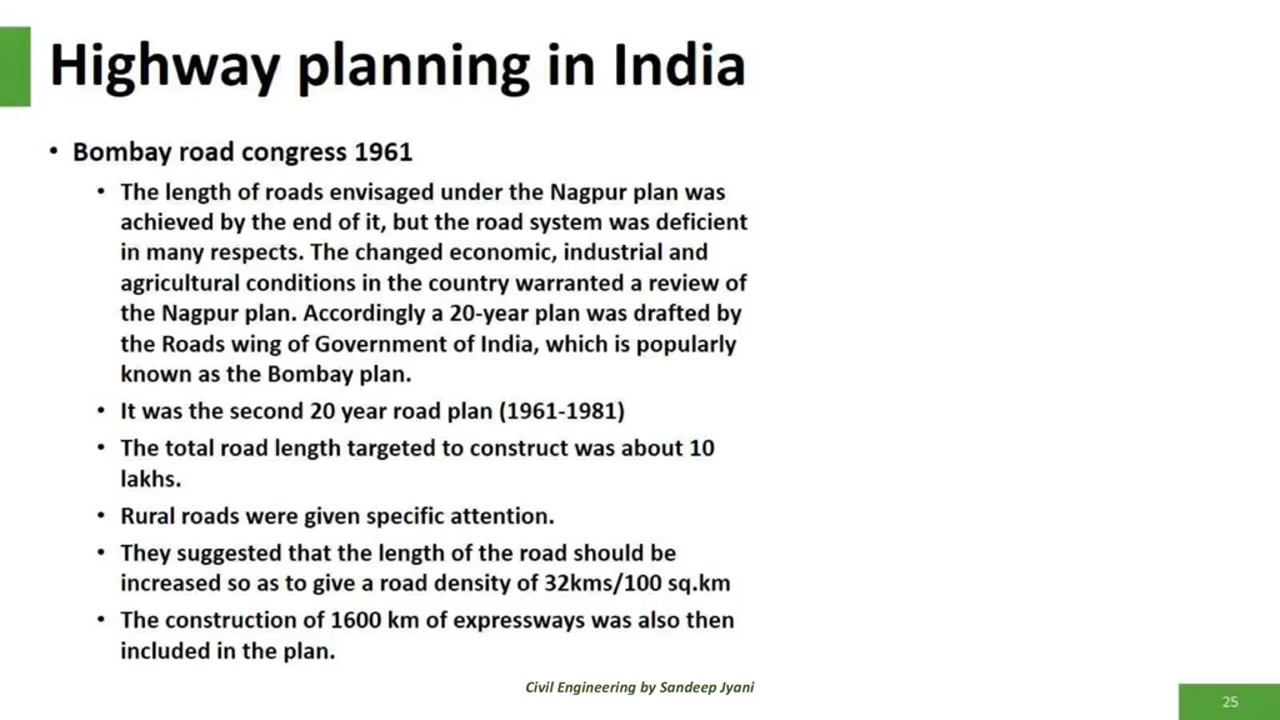 Highway planning in India
• Bombay road congress 1961
• The length of roads envisaged under the Nagpur plan was
achieved by the end of it, but the road system was deficient
in many respects. The changed economic, industrial and
agricultural conditions in the country warranted a review of
the Nagpur plan. Accordingly a 20-year plan was drafted by
the Roads wing of Government of India, which is popularly
known as the Bombay plan.
• It was the second 20 year road plan (1961-1981)
• The total road length targeted to construct was about 10
lakhs.
• Rural roads were given specific attention.
• They suggested that the length of the road should be
increased so as to give a road density of 32kms/100 sq.km
• The construction of 1600 km of expressways was also then
included in the plan.
Civil Engineering by Sandeep Jyani
25